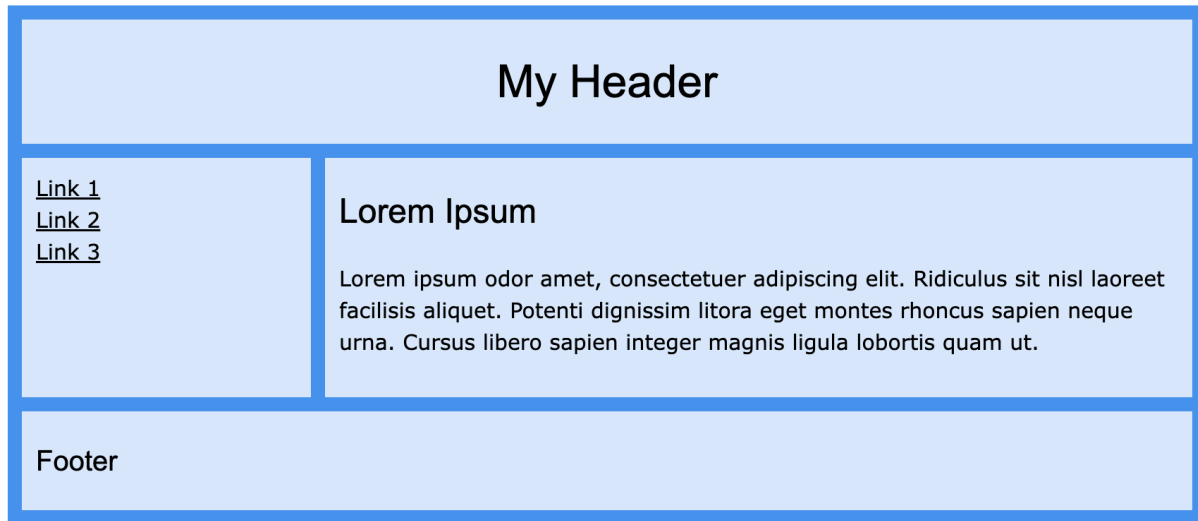 My Header
Link 1
Link 2
Link 3
Lorem Ipsum
Lorem ipsum odor amet, consectetuer adipiscing elit. Ridiculus sit nisl laoreet
facilisis aliquet. Potenti dignissim litora eget montes rhoncus sapien neque
urna. Cursus libero sapien integer magnis ligula lobortis quam ut.
Footer